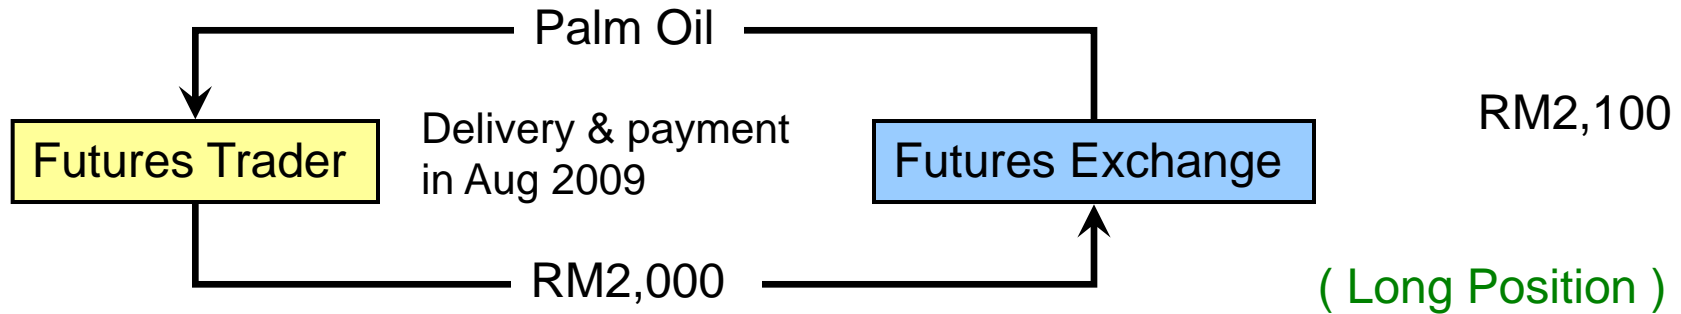 Palm Oil
RM2,100
Futures Trader
Delivery & payment
in Aug 2009
Futures Exchange
RM2,000
( Long Position )